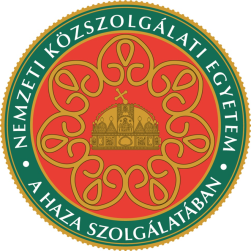 NEMZETI KÖZSZOLGÁLATI EGYETEM
A HAZA SZOLGÁLATÁBAN